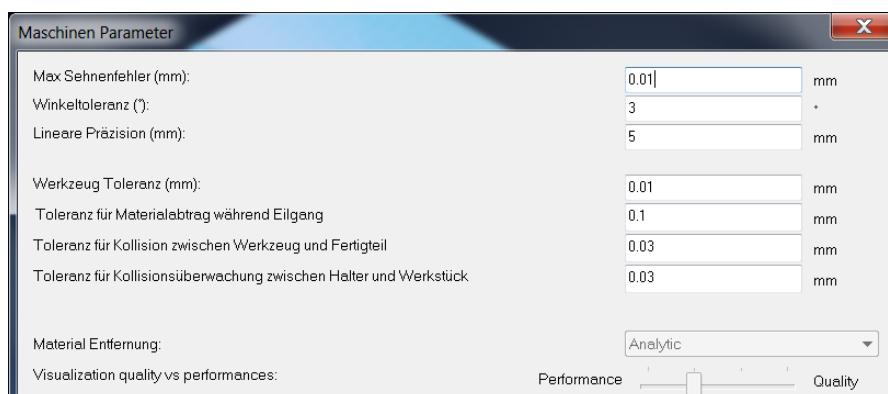 Maschinen Parameter
Max Sehnenfehler (mm): 0.01 mm
Winkeltoleranz (°): 3 °
Lineare Präzision (mm): 5 mm
Werkzeug Toleranz (mm): 0.01 mm
Toleranz für Materialabtrag während Eilgang 0.1 mm
Toleranz für Kollision zwischen Werkzeug und Fertigteil 0.03 mm
Toleranz für Kollisionsüberwachung zwischen Halter und Werkstück 0.03 mm
Material Entfernung: Analytic
Visualization quality vs performances: Performance Quality